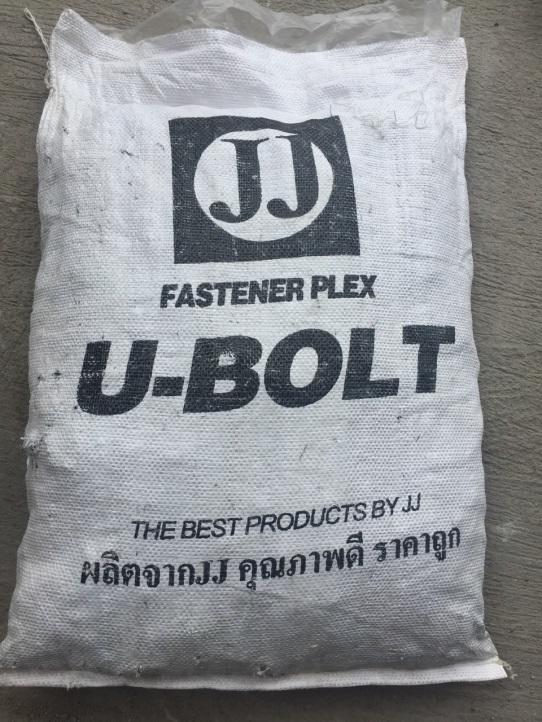 JJ
FASTENER PLEX
U-BOLT
THE BEST PRODUCTS BY JJ
ผลิตจากJJ คุณภาพดี ราคาถูก